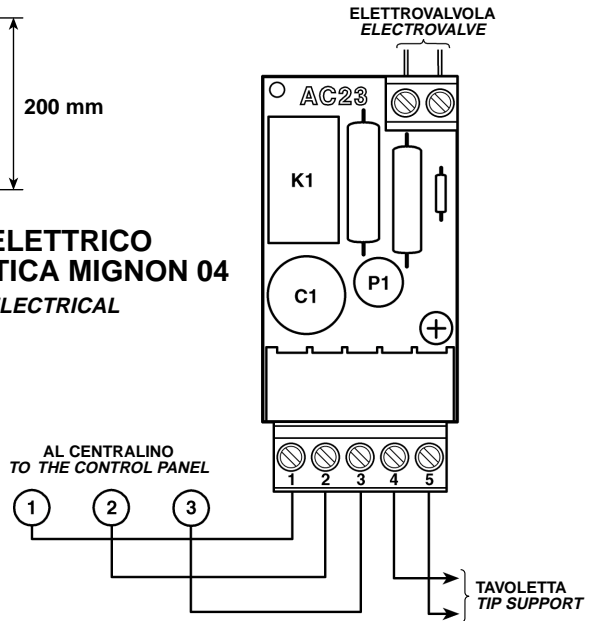 ELETTROVALVOLA
ELECTROVALVE
200 mm
AC23
K1
C1
P1
ELETTRICO
TICA MIGNON 04
ELECTRICAL
AL CENTRALINO
TO THE CONTROL PANEL
1 2 3
1 2 3 4 5
TAVOLETTA
TIP SUPPORT